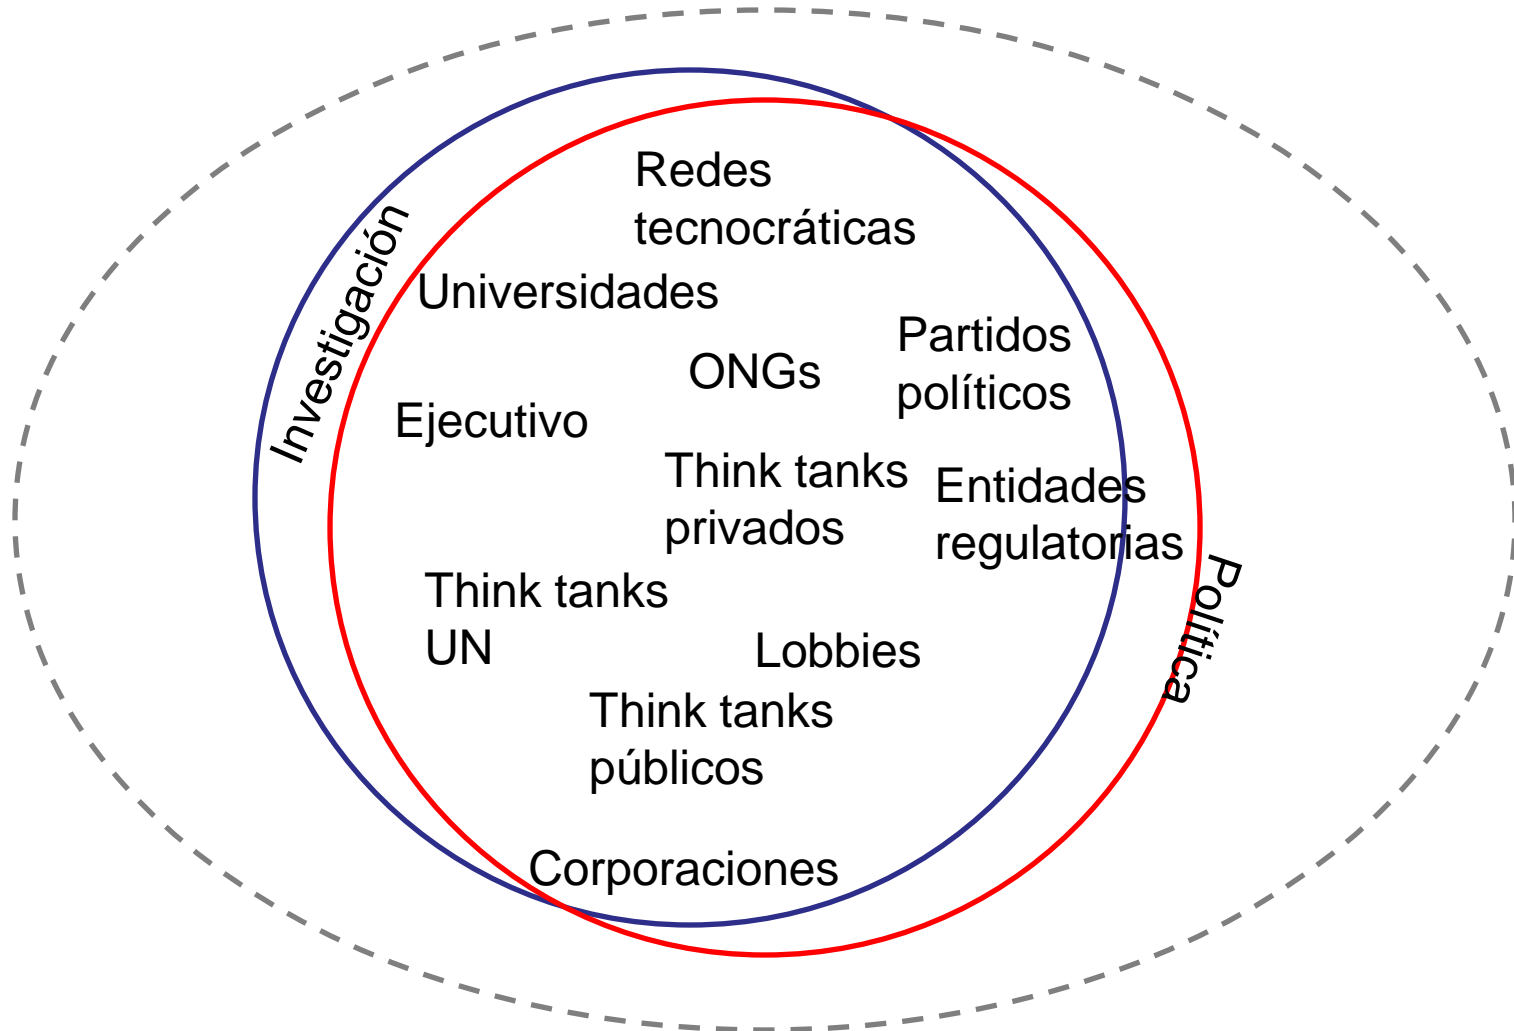 Redes
tecnocráticas
Investigación
Universidades
Partidos
políticos
ONGs
Ejecutivo
Think tanks
privados
Entidades
regulatorias
Think tanks
UN
Política
Lobbies
Think tanks
públicos
Corporaciones